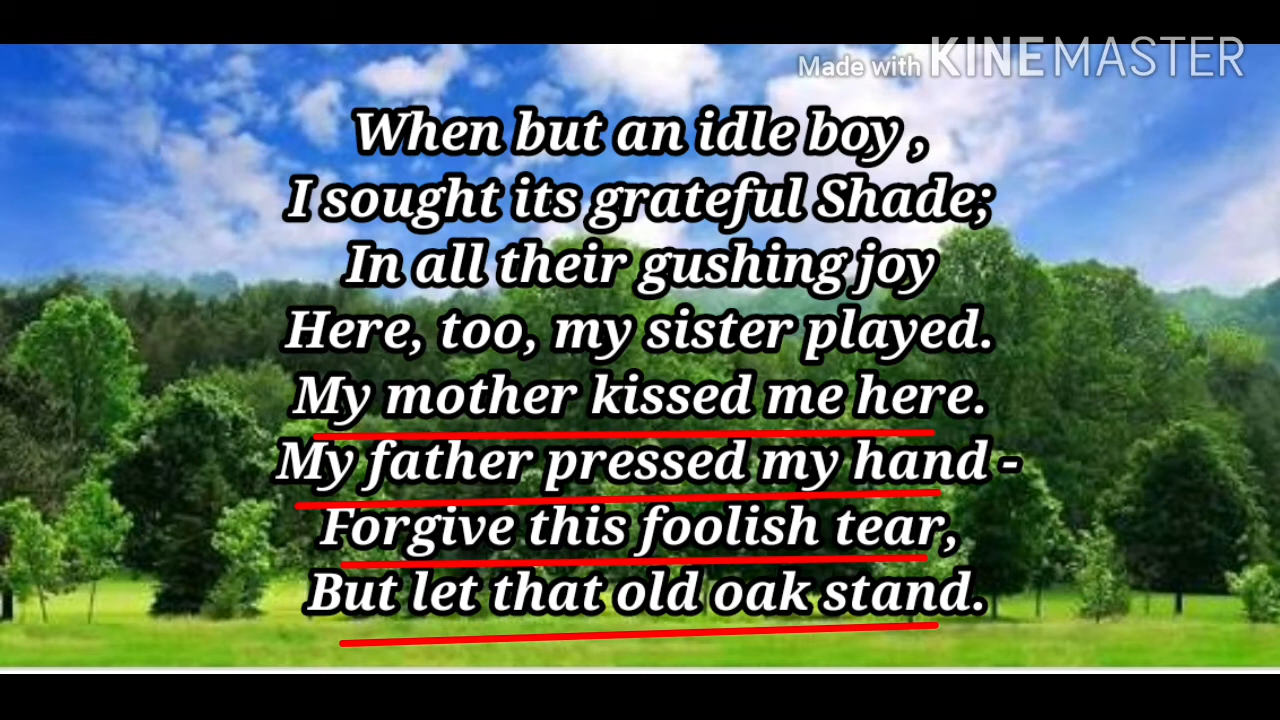 Made with KINEMASTER
When but an idle boy ,
I sought its grateful Shade;
In all their gushing joy
Here, too, my sister played.
My mother kissed me here.
My father pressed my hand -
Forgive this foolish tear,
But let that old oak stand.